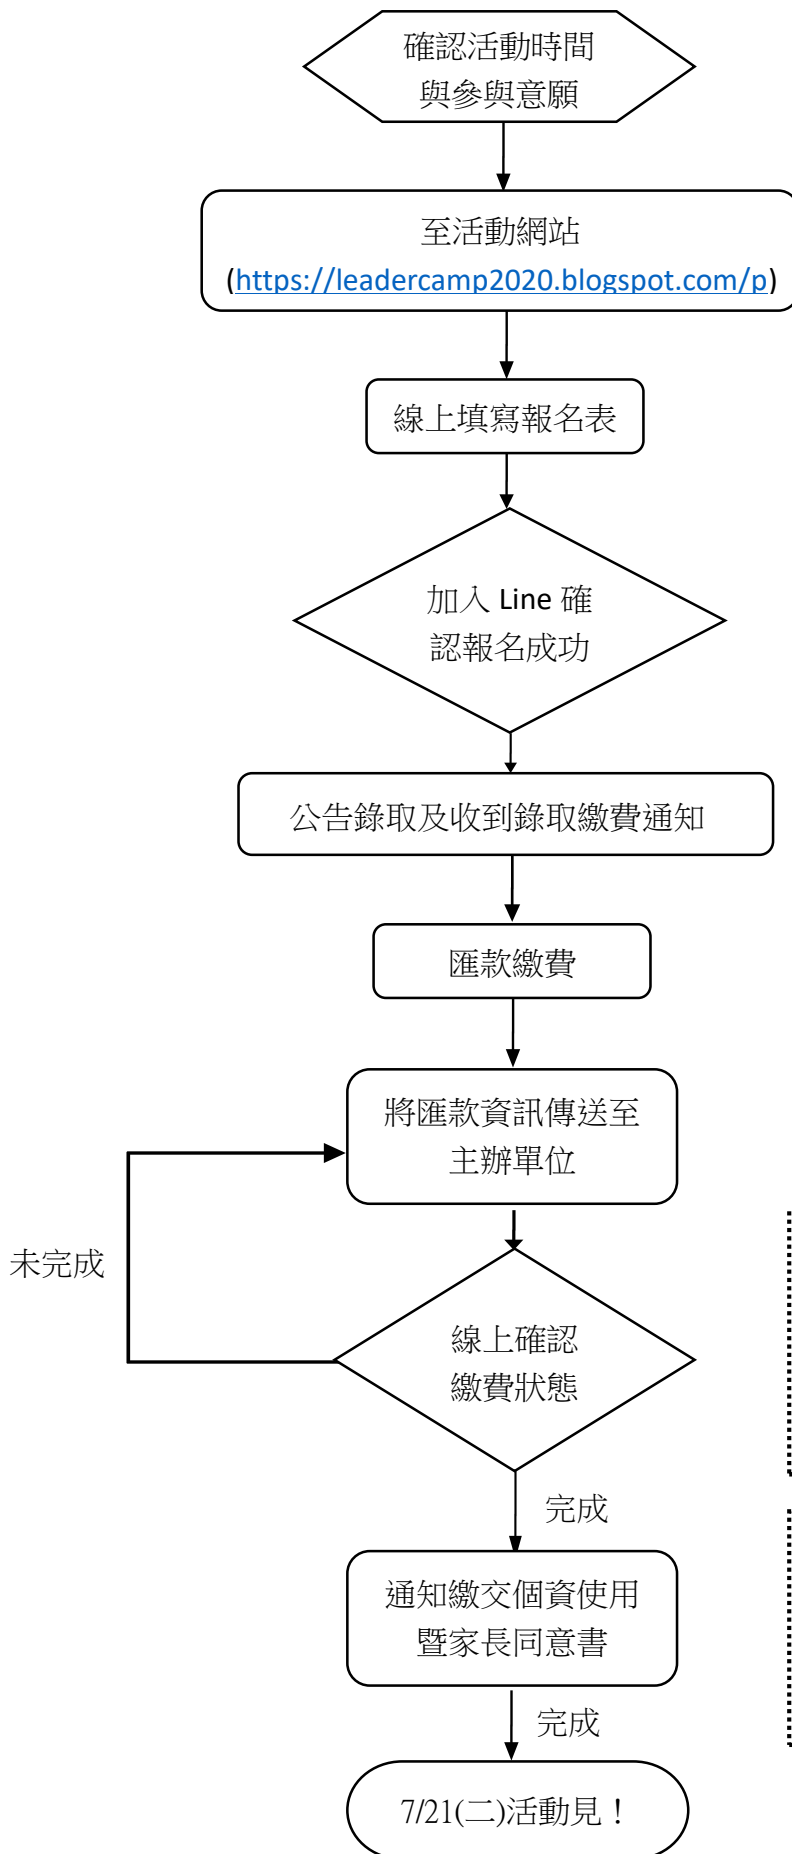 確認活動時間
與參與意願
至活動網站
(https://leadercamp2020.blogspot.com/p)
線上填寫報名表
加入 Line 確
認報名成功
公告錄取及收到錄取繳費通知
匯款繳費
將匯款資訊傳送至
主辦單位
未完成
線上確認
繳費狀態
完成
通知繳交個資使用
暨家長同意書
完成
7/21(二)活動見！